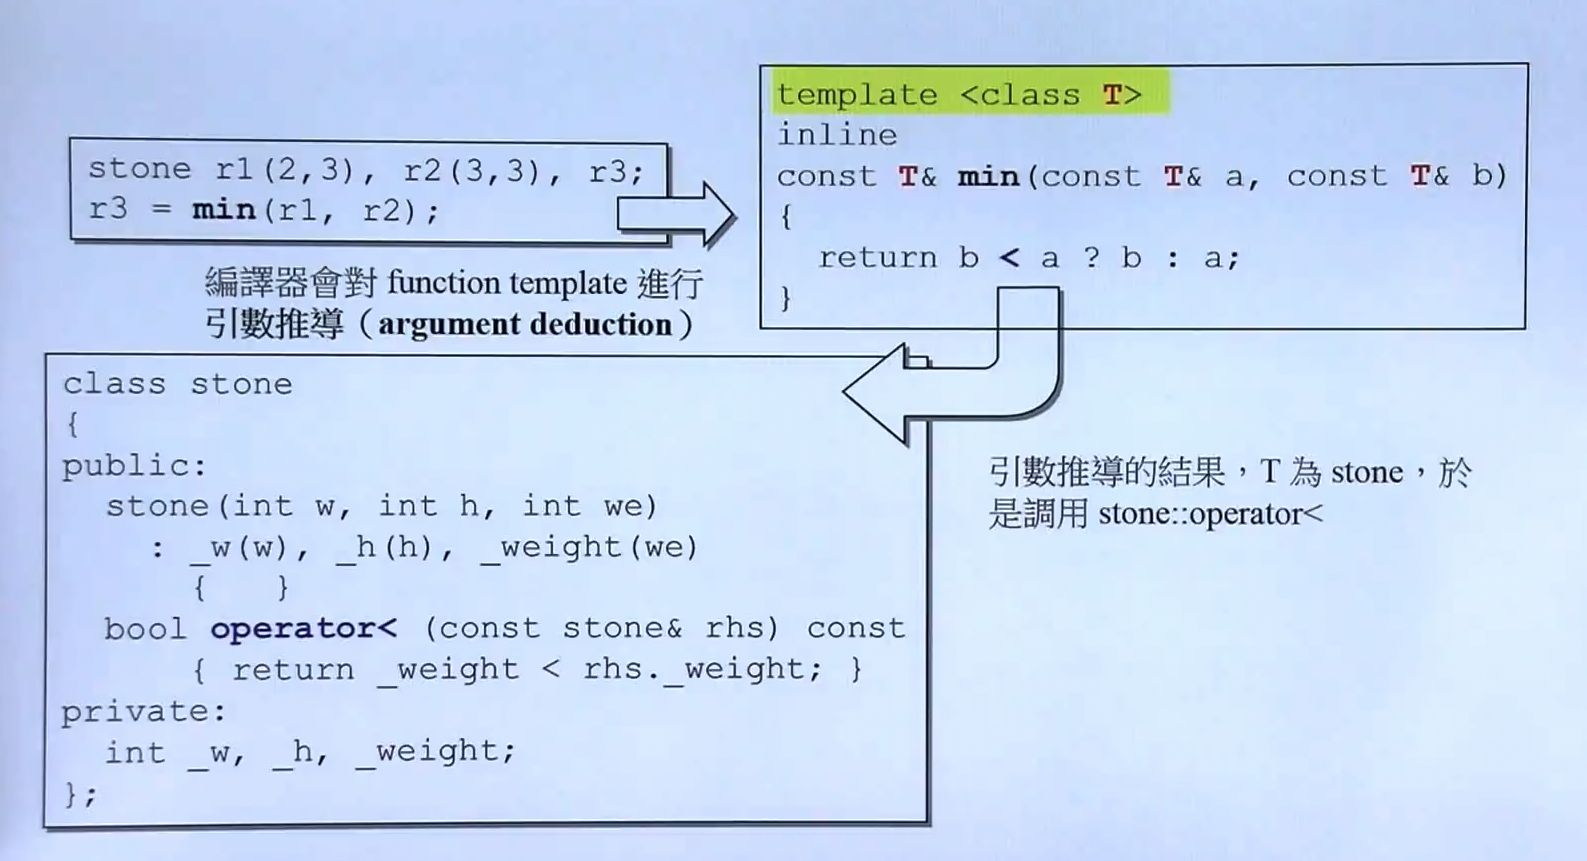 stone r1(2,3), r2(3,3), r3;
r3 = min(r1, r2);
編譯器會對 function template 進行
引數推導（argument deduction）
template <class T>
inline
const T& min(const T& a, const T& b)
{
  return b < a ? b : a;
}
class stone
{
public:
  stone(int w, int h, int we)
    : _w(w), _h(h), _weight(we)
      {   }
  bool operator< (const stone& rhs) const
      { return _weight < rhs._weight; }
private:
  int _w, _h, _weight;
};
引數推導的結果，T 為 stone，於
是調用 stone::operator<